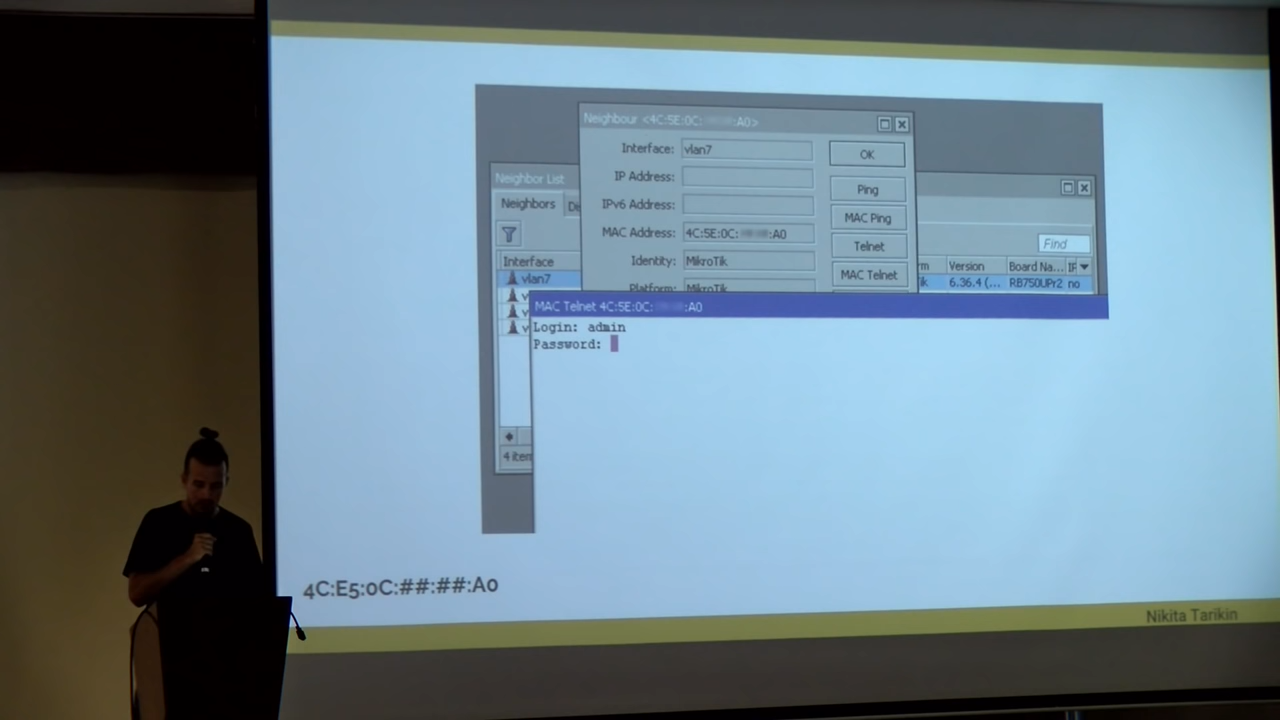 Neighbour <4C:5E:0C: :A0>
Interface: vlan7
OK
IP Address:
Ping
IPv6 Address:
MAC Ping
MAC Address: 4C:5E:0C: :A0
Telnet
Identity: MikroTik
MAC Telnet
Platform: MikroTik
Neighbor List
Neighbors
Find
Interface
Version
Board Na...
vlan7
6.36.4 (...
RB750UPr2
no
MAC Telnet 4C:5E:0C: :A0
Login: admin
Password:
4C:E5:0C:##:##:A0
Nikita Tarikin